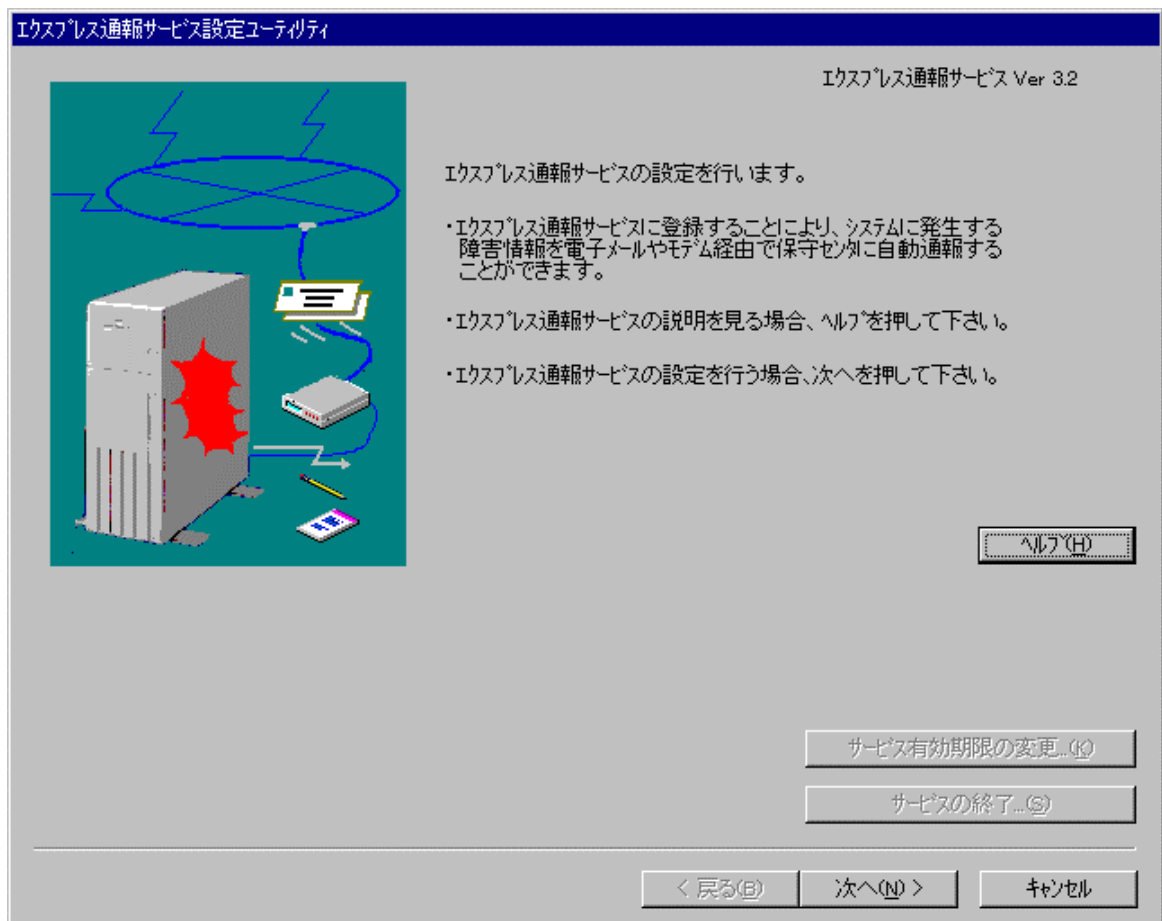 ｴｸｽﾌﾟﾚｽ通報ｻｰﾋﾞｽ設定ﾕｰﾃｨﾘﾃｨ
ｴｸｽﾌﾟﾚｽ通報ｻｰﾋﾞｽ Ver 3.2
ｴｸｽﾌﾟﾚｽ通報ｻｰﾋﾞｽの設定を行います。
・ｴｸｽﾌﾟﾚｽ通報ｻｰﾋﾞｽに登録することにより、ｼｽﾃﾑに発生する
障害情報を電子ﾒｰﾙやﾓﾃﾞﾑ経由で保守ｾﾝﾀに自動通報する
ことができます。
・ｴｸｽﾌﾟﾚｽ通報ｻｰﾋﾞｽの説明を見る場合、ﾍﾙﾌﾟを押して下さい。
・ｴｸｽﾌﾟﾚｽ通報ｻｰﾋﾞｽの設定を行う場合、次へを押して下さい。
ﾍﾙﾌﾟ(H)
ｻｰﾋﾞｽ有効期限の変更...(K)
ｻｰﾋﾞｽの終了...(S)
< 戻る(B) 次へ(N) > ｷｬﾝｾﾙ